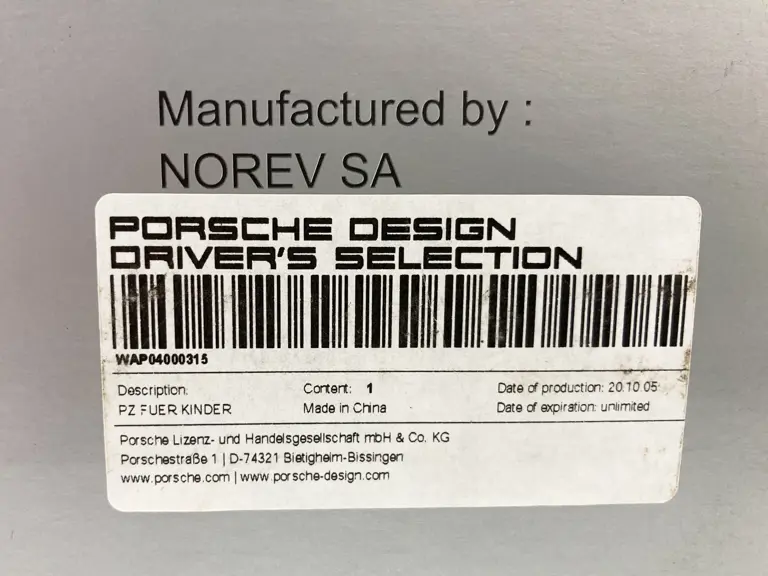 Manufactured by :
NOREV SA
PORSCHE DESIGN
DRIVER'S SELECTION
WAP04000315
Description: Content: 1 Date of production: 20.10.05
PZ FUER KINDER Made in China Date of expiration: unlimited
Porsche Lizenz- und Handelsgesellschaft mbH & Co. KG
Porschestraße 1 | D-74321 Bietigheim-Bissingen
www.porsche.com | www.porsche-design.com